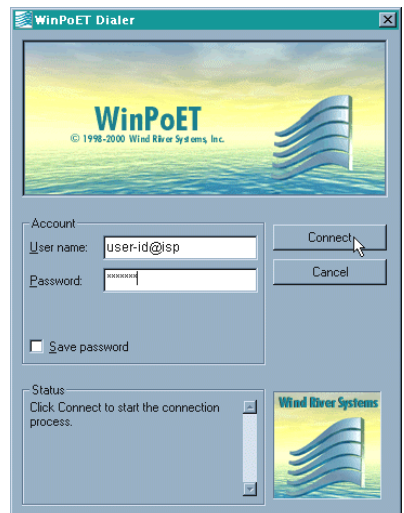 WinPoET Dialer
WinPoET
© 1998-2000 Wind River Systems, Inc.
Account
User name:
user-id@isp
Password:
×××××××
Save password
Connect
Cancel
Status
Click Connect to start the connection
process.
Wind River Systems